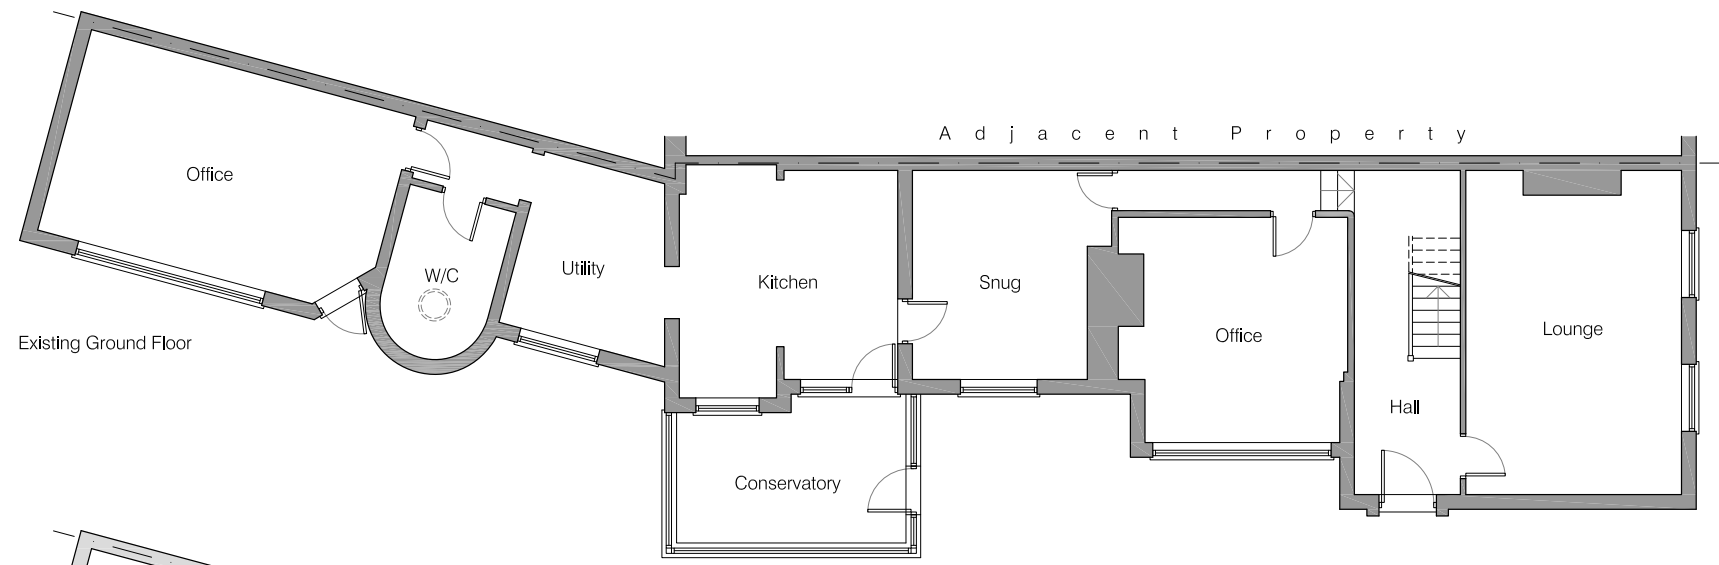 Adjacent Property
Office
Utility
W/C
Kitchen
Snug
Office
Lounge
Existing Ground Floor
Hall
Conservatory